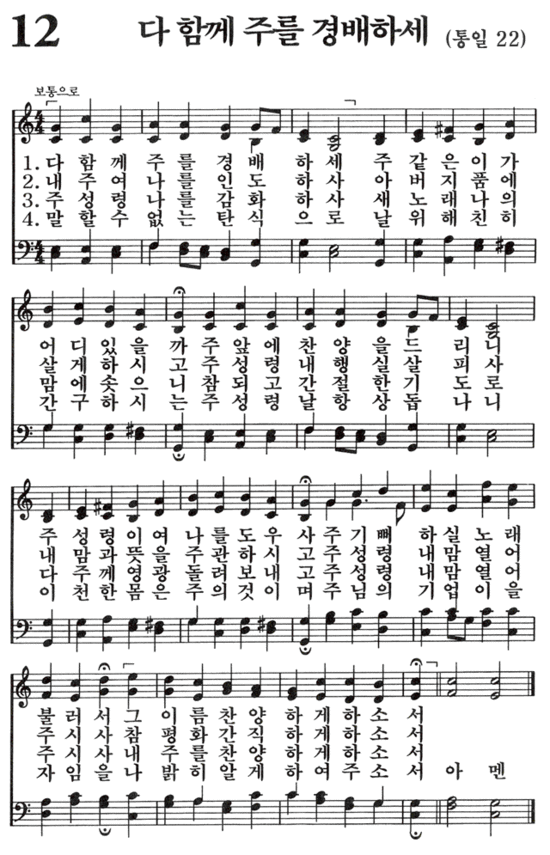 12 다 함께 주를 경배하세 (통일 22)
보통으로
1. 다 함 께 주 를 경 배 하 세 주 같 은 이 가
2. 내 주 여 나 를 인 도 하 사 아 버 지 품 에
3. 주 성 령 나 를 감 화 하 사 새 노 래 나 의
4. 말 할 수 없 는 탄 식 으 로 날 위 해 친 히
어 디 있 을 까 주 앞 에 찬 양 을 드 리 니
살 게 하 시 고 주 성 령 내 행 실 살 피 사
맘 에 솟 으 니 참 되 고 간 절 한 기 도 로
간 구 하 시 는 주 성 령 날 항 상 돕 나 니
주 성 령 이 여 나 를 도 우 사 주 기 뻐 하 실 노 래
내 맘 과 뜻 을 주 관 하 시 고 주 성 령 내 맘 열 어
다 주 께 영 광 돌 려 보 내 고 주 성 령 내 맘 열 어
이 천 한 몸 은 주 의 것 이 며 주 님 의 기 업 이 을
불 러 서 그 이 름 찬 양 하 게 하 소 서
주 시 사 참 평 화 간 직 하 게 하 소 서
주 시 사 내 주 를 찬 양 하 게 하 소 서
자 임 을 나 밝 히 알 게 하 여 주 소 서 아 멘